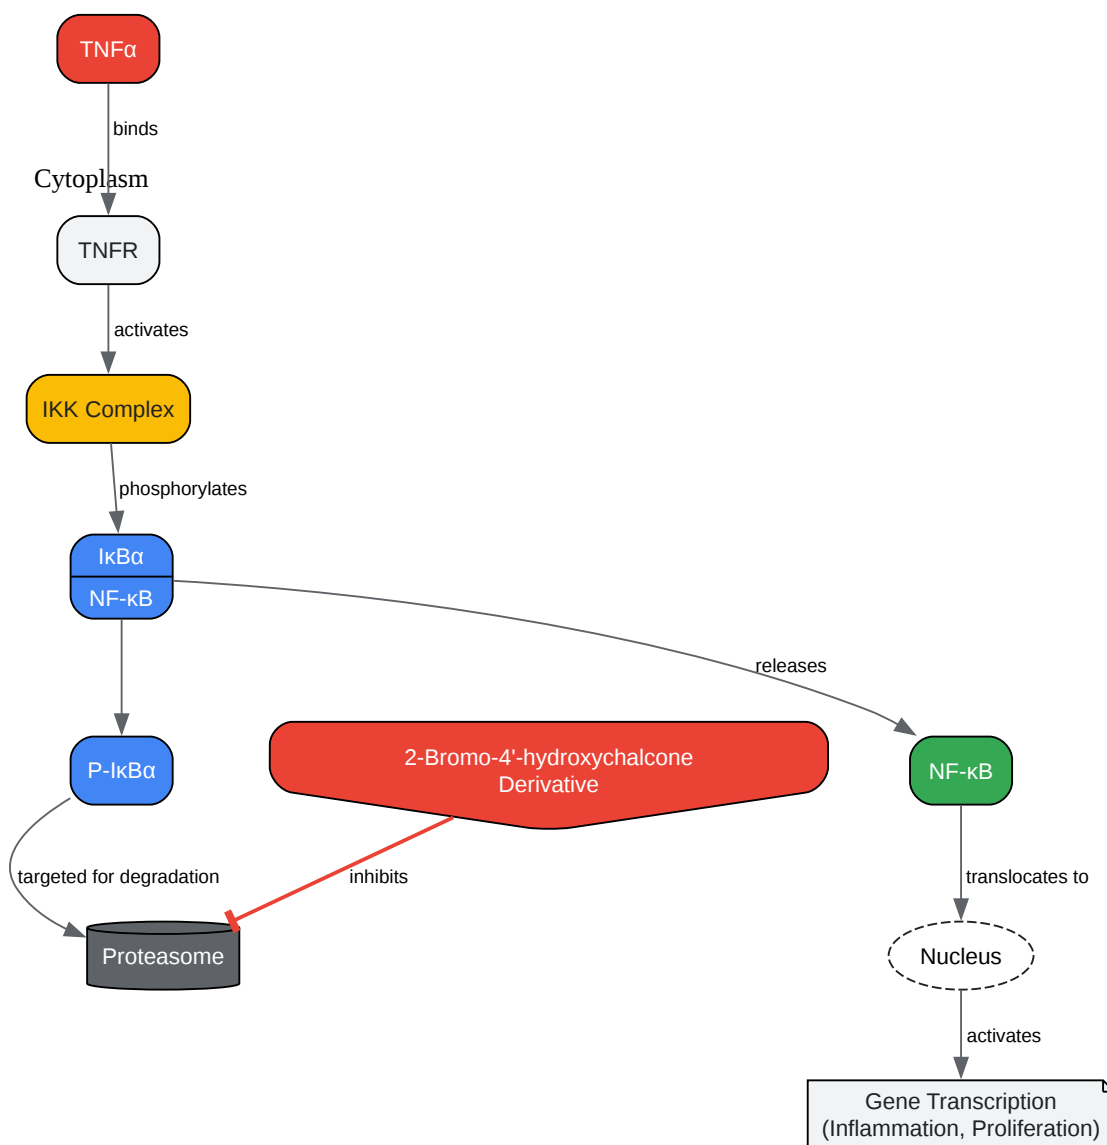 TNFα
binds
Cytoplasm
TNFR
activates
IKK Complex
phosphorylates
IκBα
NF-κB
releases
P-IκBα
2-Bromo-4'-hydroxychalcone
Derivative
NF-κB
targeted for degradation
inhibits
translocates to
Proteasome
Nucleus
activates
Gene Transcription
(Inflammation, Proliferation)